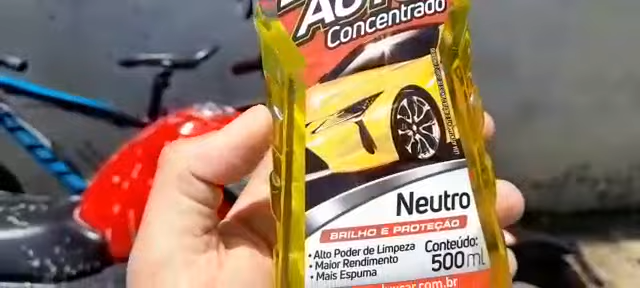 Concentrado
Neutro
BRILHO E PROTEÇÃO
• Alto Poder de Limpeza
• Maior Rendimento
• Mais Espuma
Conteúdo:
500mL